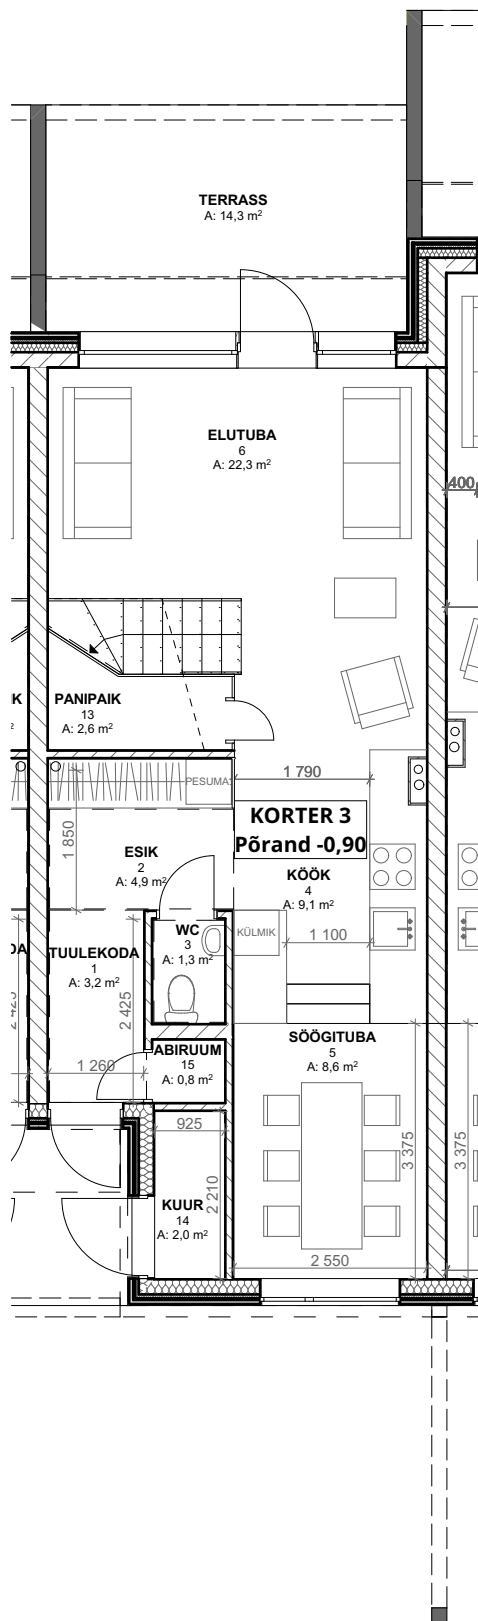 TERRASS
A: 14,3 m²
ELUTUBA
6
A: 22,3 m²
400
PANIPAIK
13
A: 2,6 m²
PESUMA
1 790
KORTER 3
Põrand -0,90
1 850
ESIK
2
A: 4,9 m²
KÖÖK
4
A: 9,1 m²
WC
3
A: 1,3 m²
KÜLMIK
1 100
TUULEKODA
1
A: 3,2 m²
2 425
2 425
SÖÖGITUBA
5
A: 8,6 m²
ABIRUUM
15
A: 0,8 m²
1 260
925
3 375
3 375
KUUR
14
A: 2,0 m²
2 210
2 550